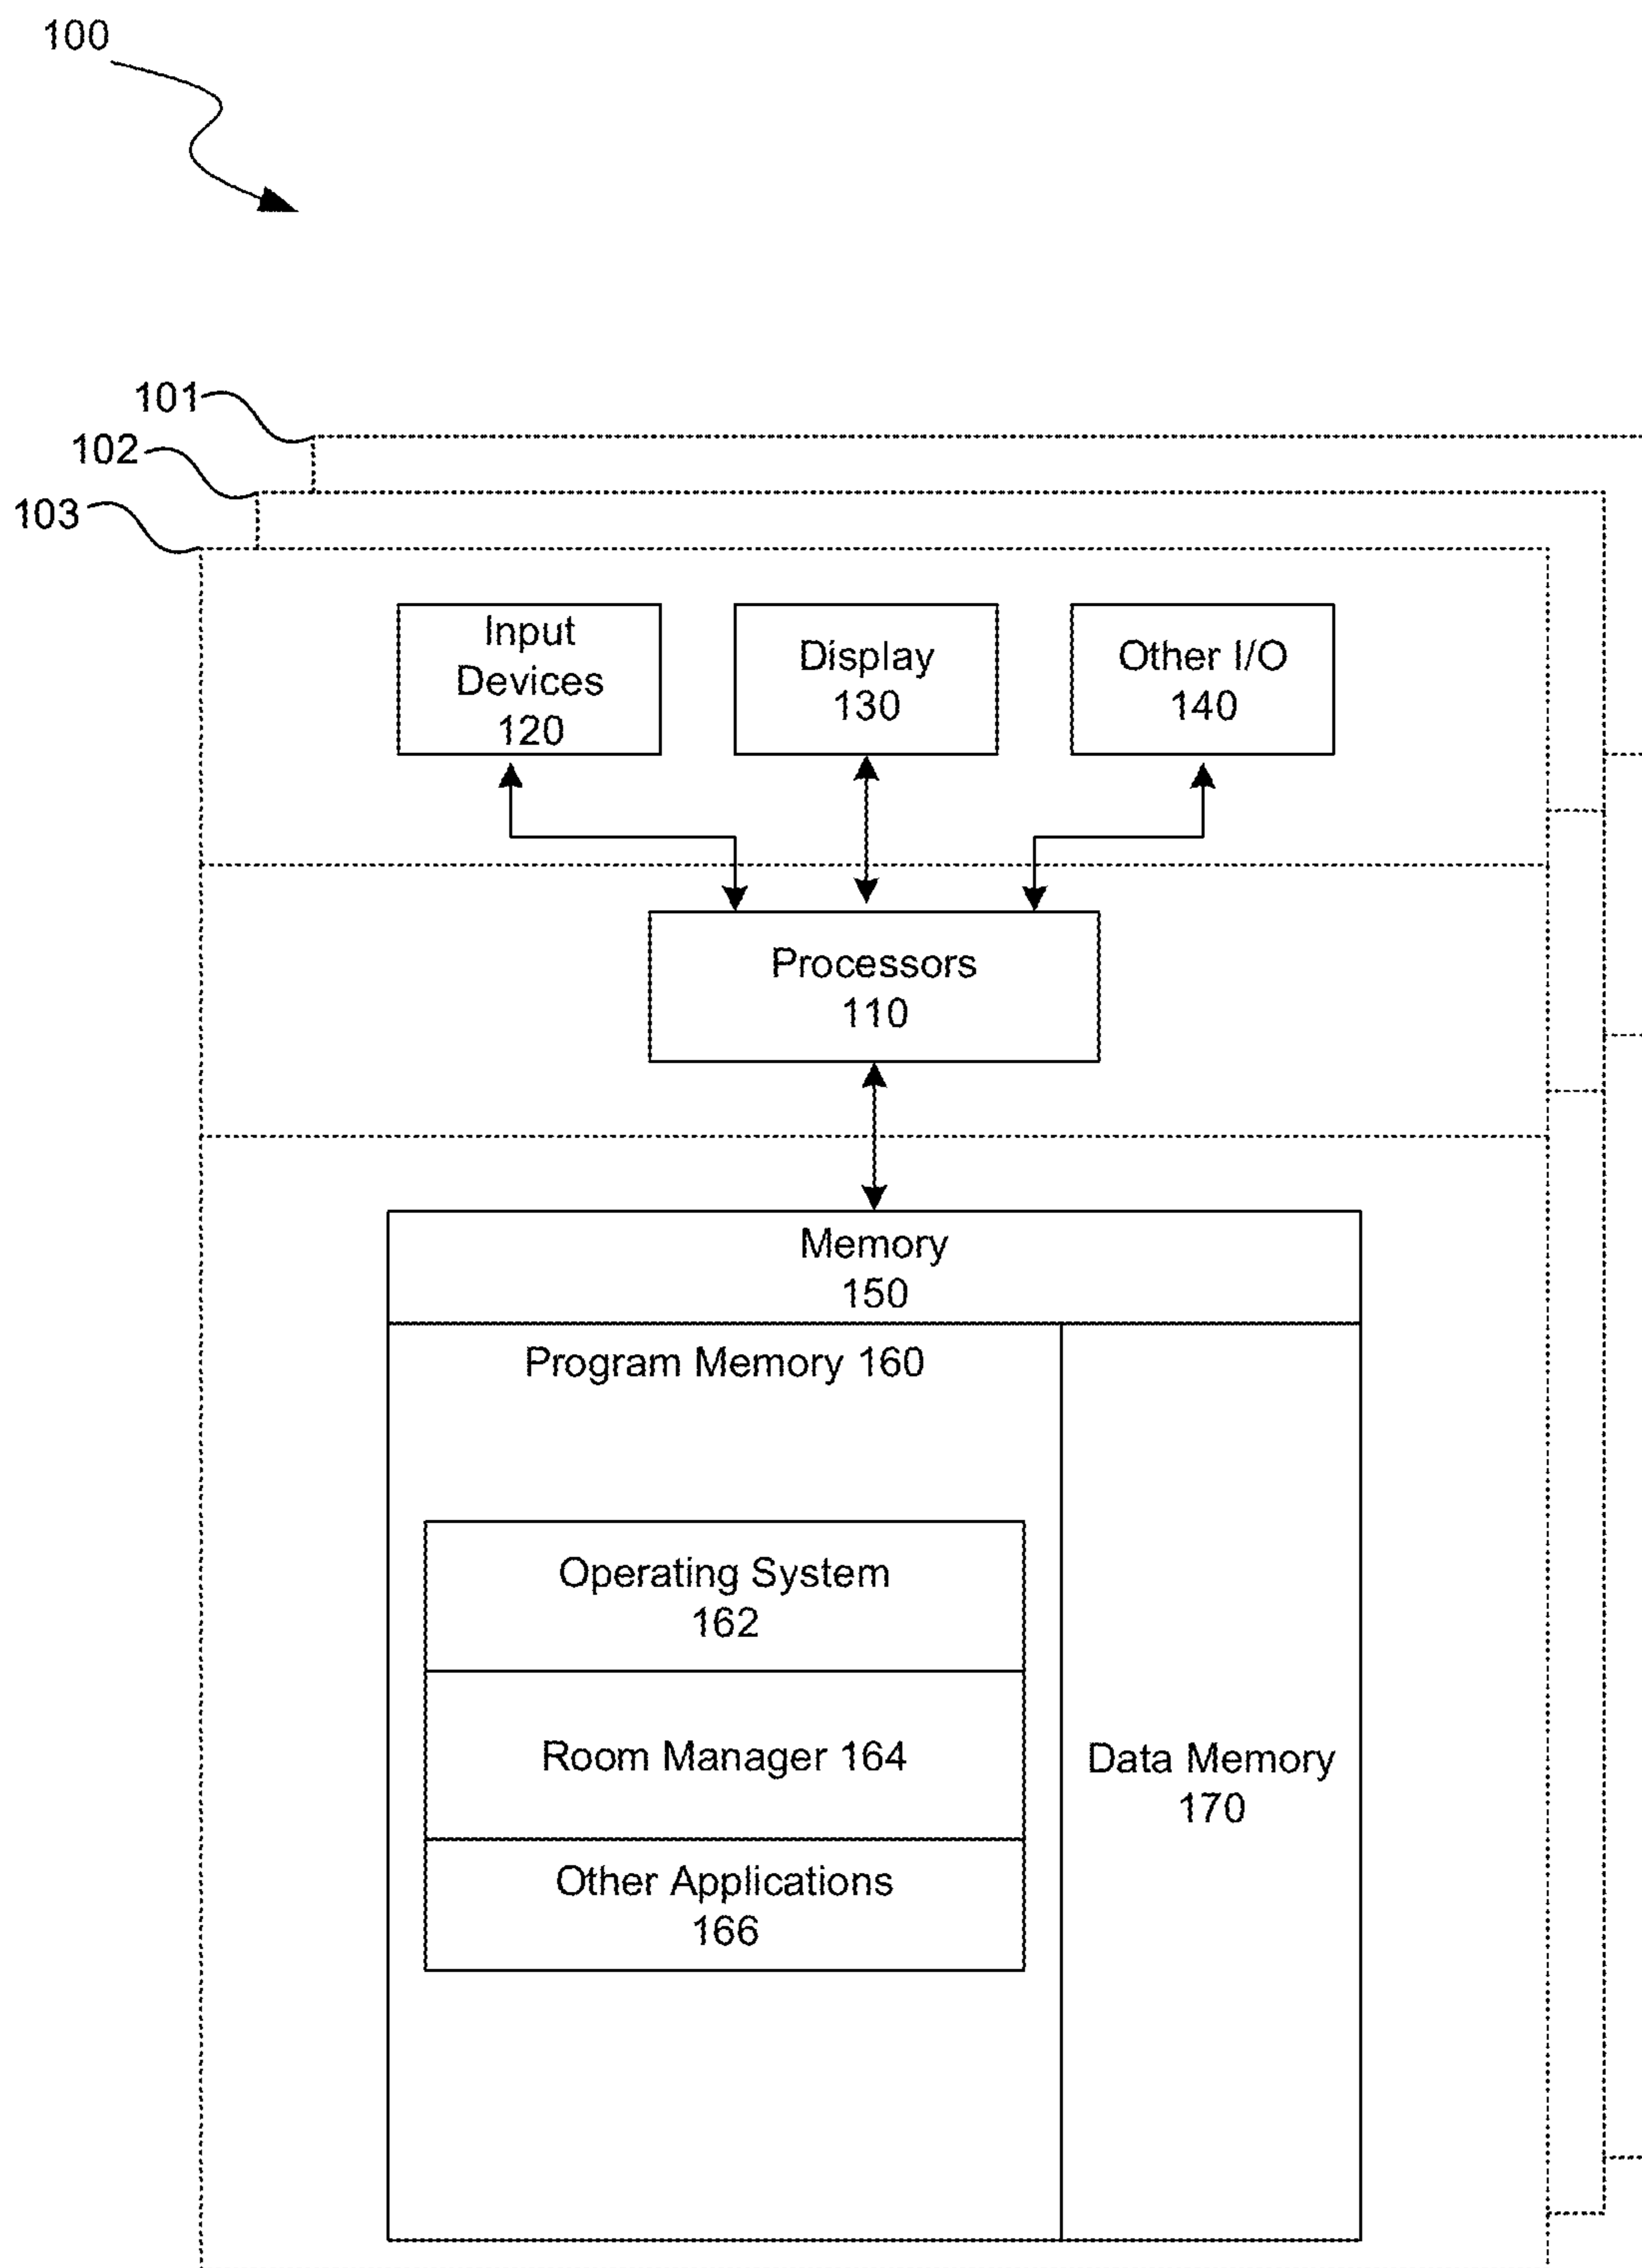 100
101
102
103
Input
Devices
120
Display
130
Other I/O
140
Processors
110
Memory
150
Program Memory 160
Operating System
162
Room Manager 164
Other Applications
166
Data Memory
170